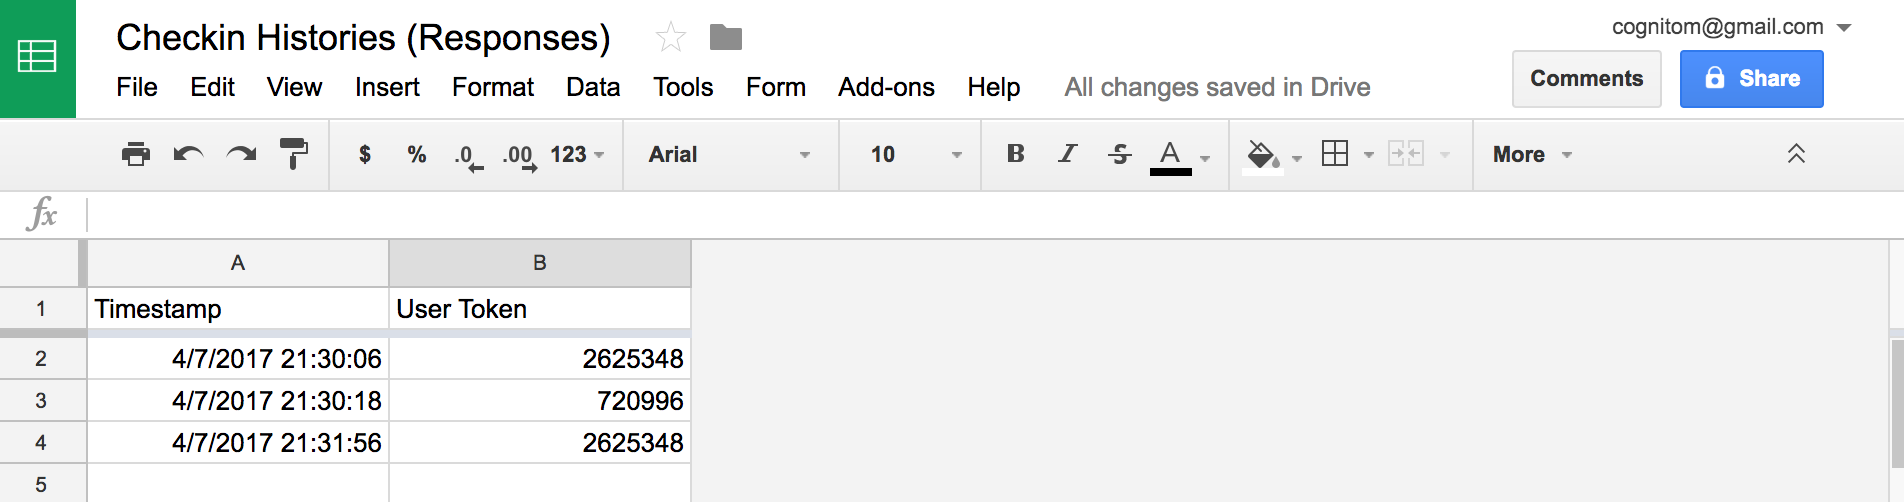 Checkin Histories (Responses)
cognitom@gmail.com
File Edit View Insert Format Data Tools Form Add-ons Help All changes saved in Drive
Comments Share
$ % .0 .00 123 Arial 10 B I S A More
fx
A B
1 Timestamp User Token
2 4/7/2017 21:30:06 2625348
3 4/7/2017 21:30:18 720996
4 4/7/2017 21:31:56 2625348
5